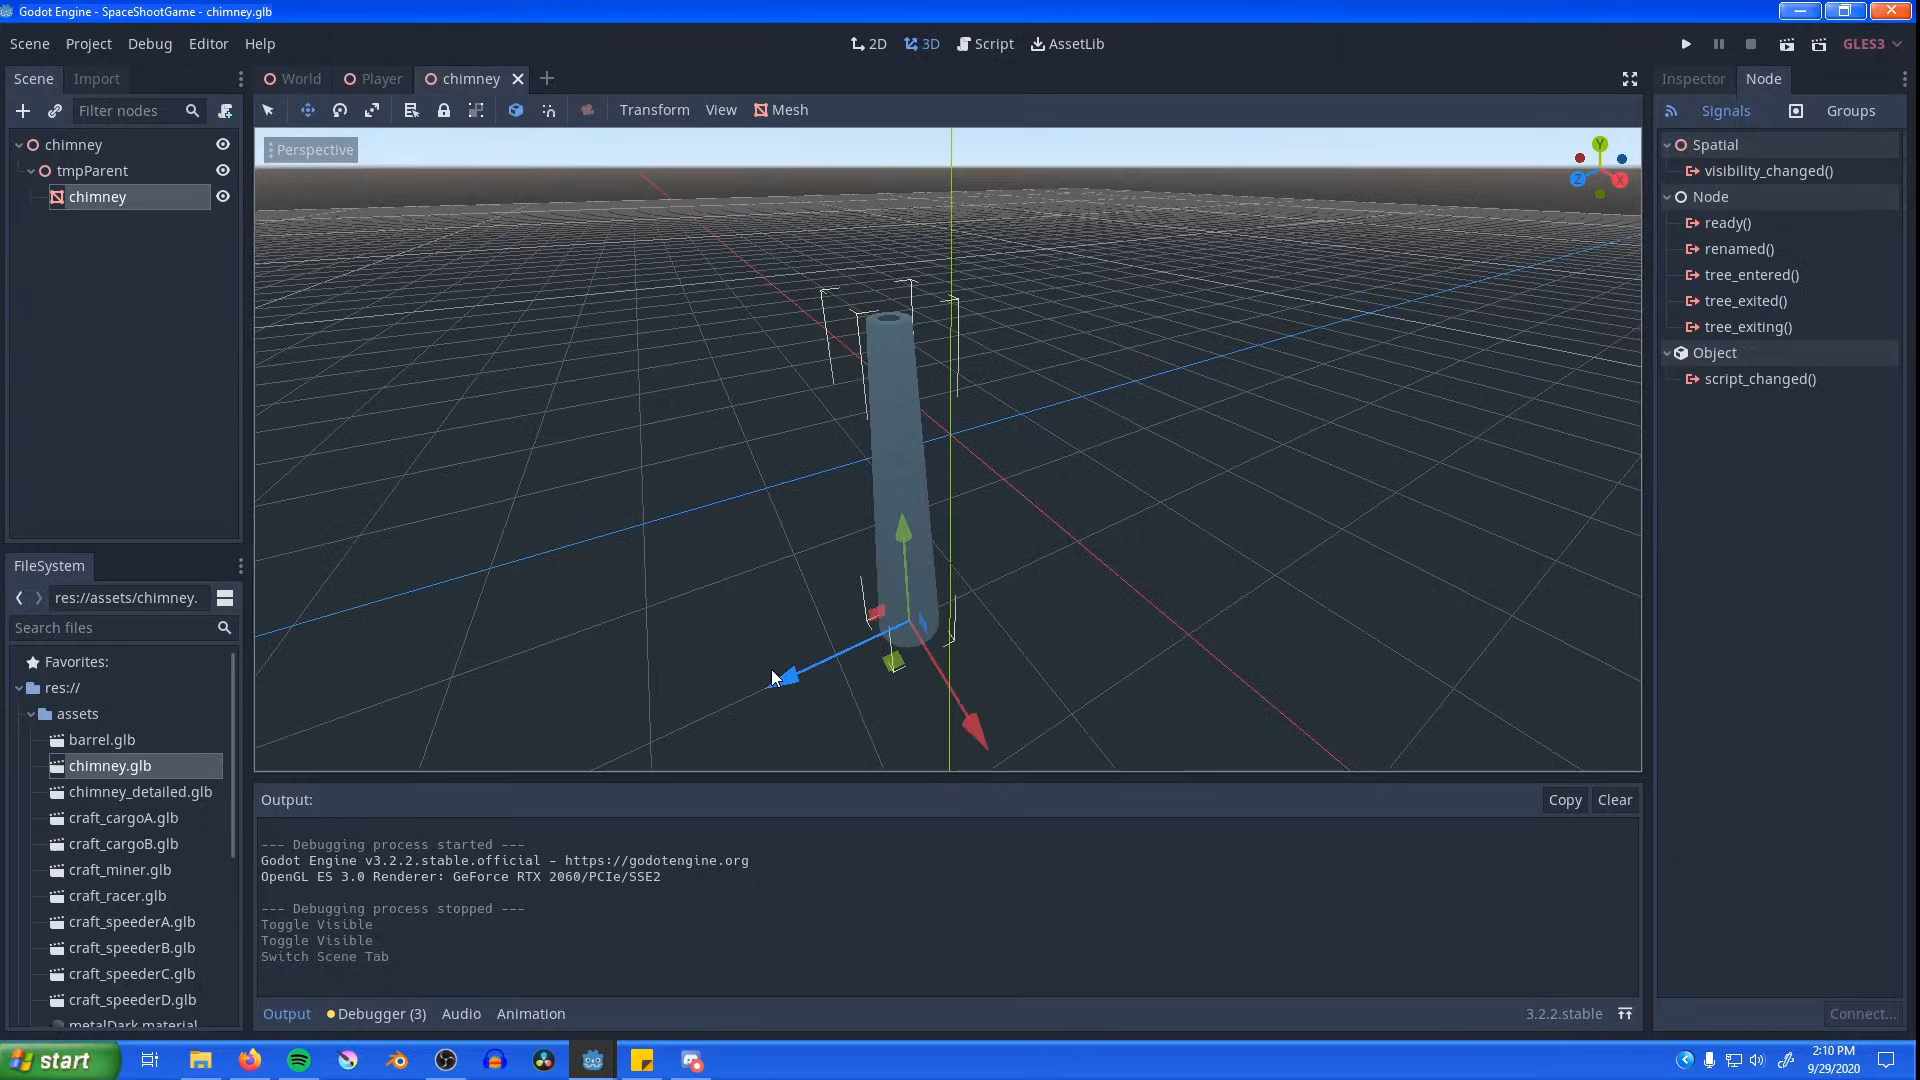 Godot Engine - SpaceShootGame - chimney.glb
Scene Project Debug Editor Help
2D 3D Script AssetLib
GLES3
Scene Import
World Player chimney
Inspector Node
Filter nodes
Transform View Mesh
Signals Groups
chimney
tmpParent
chimney
Perspective
Y
Z
X
Spatial
visibility_changed()
Node
ready()
renamed()
tree_entered()
tree_exited()
tree_exiting()
Object
script_changed()
FileSystem
res://assets/chimney.
Search files
Favorites:
res://
assets
barrel.glb
chimney.glb
chimney_detailed.glb
craft_cargoA.glb
craft_cargoB.glb
craft_miner.glb
craft_racer.glb
craft_speederA.glb
craft_speederB.glb
craft_speederC.glb
craft_speederD.glb
metalDark.material
Output:
Copy Clear
--- Debugging process started ---
Godot Engine v3.2.2.stable.official - https://godotengine.org
OpenGL ES 3.0 Renderer: GeForce RTX 2060/PCIe/SSE2
--- Debugging process stopped ---
Toggle Visible
Toggle Visible
Switch Scene Tab
Output Debugger (3) Audio Animation
3.2.2.stable
Connect...
start
2:10 PM
9/29/2020